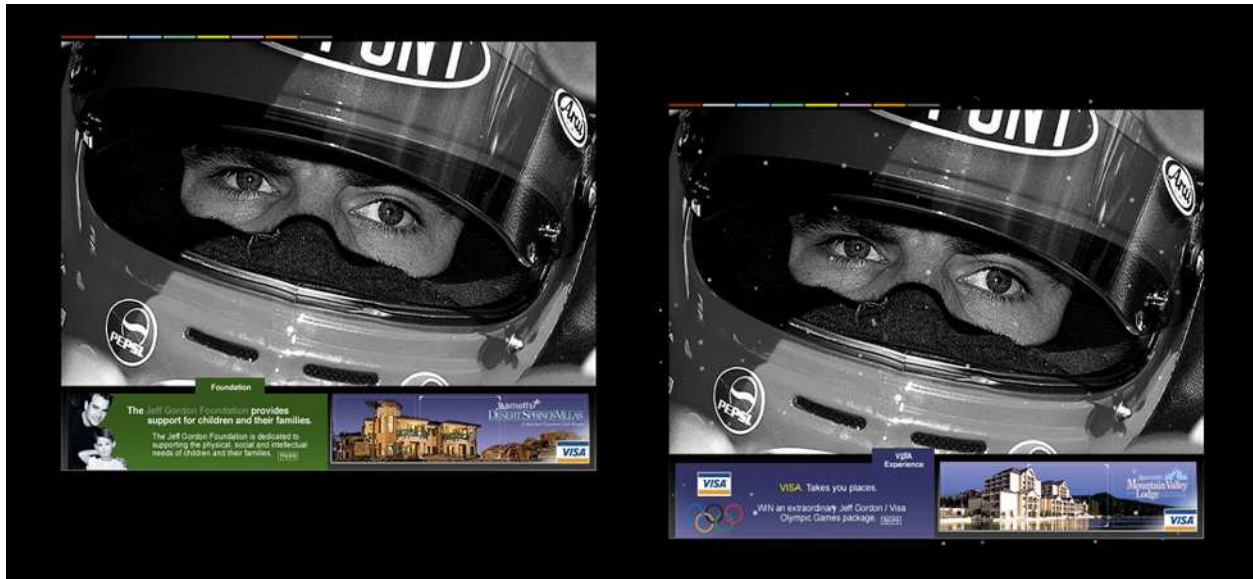 PONT
Arai
PEPSI
Foundation
The Jeff Gordon Foundation provides
support for children and their families.
The Jeff Gordon Foundation is dedicated to
supporting the physical, social and intellectual
needs of children and their families. more
Marriott's
DESERT SPRINGS VILLAS
VISA
PONT
Arai
PEPSI
VISA
Experience
VISA
VISA. Takes you places.
WIN an extraordinary Jeff Gordon / Visa
Olympic Games package. more
Marriott's
Mountain Valley
Lodge
VISA